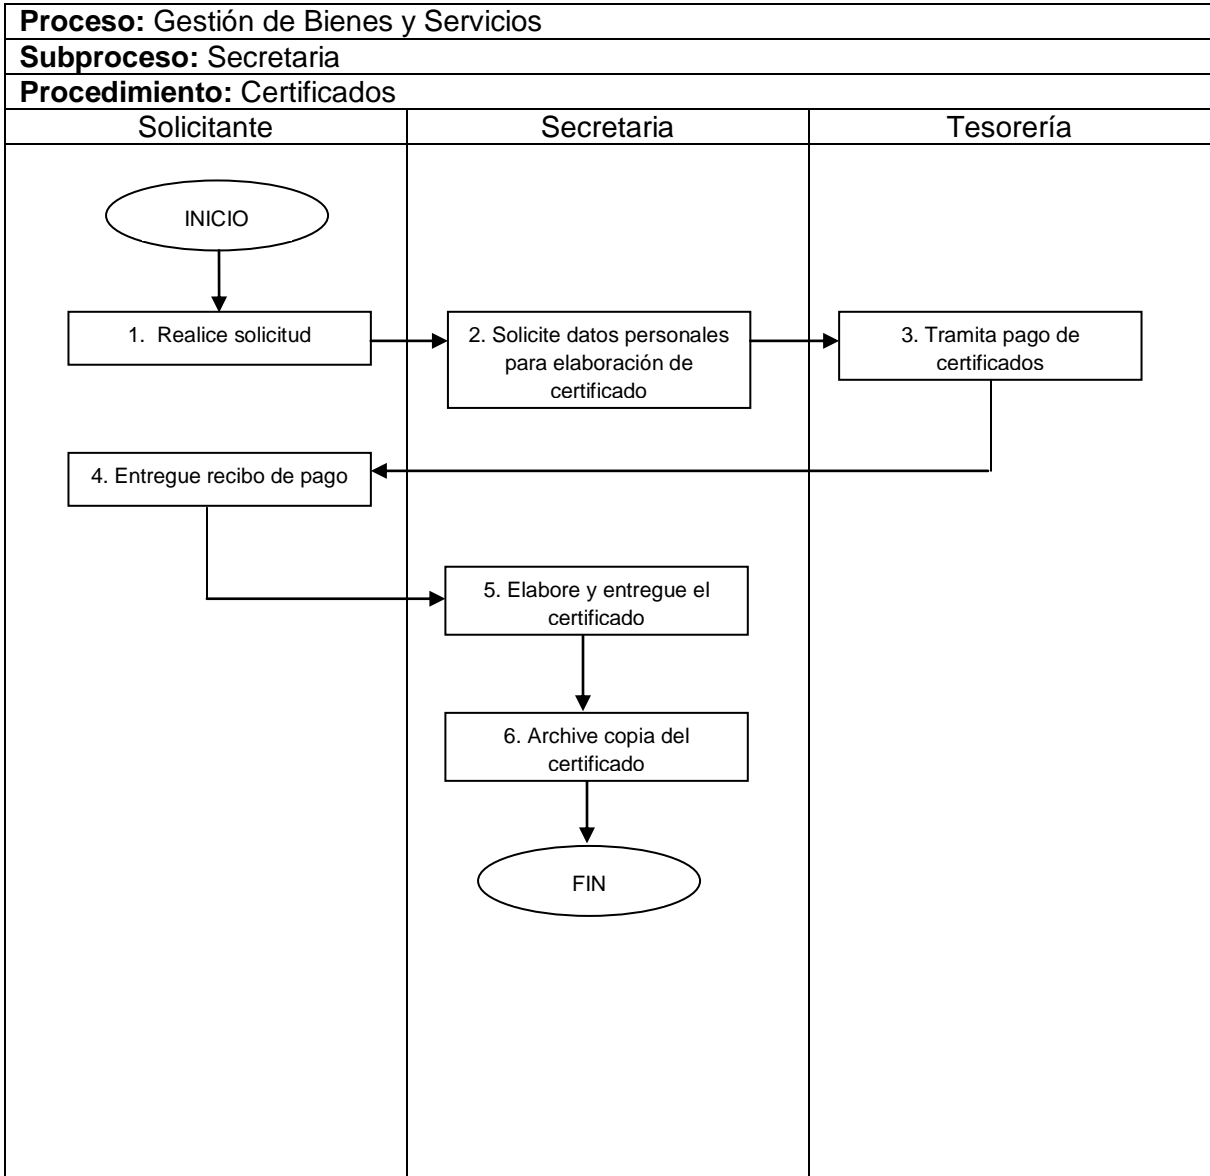 Proceso: Gestión de Bienes y Servicios
Subproceso: Secretaria
Procedimiento: Certificados
Solicitante
Secretaria
Tesorería
INICIO
1. Realice solicitud
2. Solicite datos personales
para elaboración de
certificado
3. Tramita pago de
certificados
4. Entregue recibo de pago
5. Elabore y entregue el
certificado
6. Archive copia del
certificado
FIN